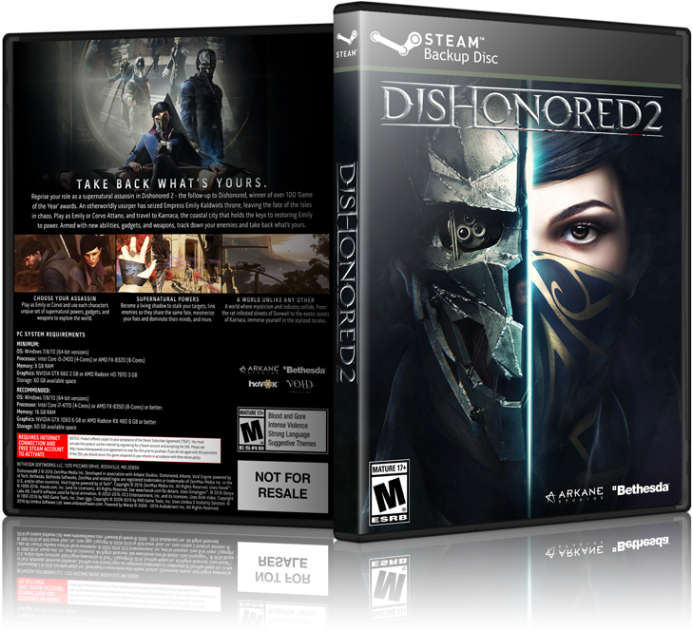 STEAM™
Backup Disc
DISHONORED 2
MATURE 17+
M
ESRB
ARKANE
STUDIOS
Bethesda
STEAM
DISHONORED 2
TAKE BACK WHAT'S YOURS.
Reprise your role as a supernatural assassin in Dishonored 2 - the follow-up to Dishonored, winner of over 100 'Game
of the Year' awards. An otherworldly usurper has seized Empress Emily Kaldwin's throne, leaving the fate of the Isles
in chaos. Play as Emily or Corvo Attano, and travel to Karnaca, the coastal city that holds the keys to restoring Emily
to power. Armed with new abilities, gadgets, and weapons, track down your enemies and take back what's yours.
CHOOSE YOUR ASSASSIN
Play as Emily or Corvo and use each character's
unique set of supernatural powers, gadgets, and
weapons to explore the world.
SUPERNATURAL POWERS
Become a living shadow to stalk your targets, link
enemies so they share the same fate, mesmerize
your foes and dominate their minds, and more.
A WORLD UNLIKE ANY OTHER
A world where mysticism and industry collide. From
the rat infested streets of Dunwall to the exotic coasts
of Karnaca, immerse yourself in the stylized locales.
PC SYSTEM REQUIREMENTS
MINIMUM:
OS: Windows 7/8/10 (64-bit versions)
Processor: Intel Core i5-2400 (4-Cores) or AMD FX-8320 (8-Cores)
Memory: 8 GB RAM
Graphics: NVIDIA GTX 660 2 GB or AMD Radeon HD 7970 3 GB
Storage: 60 GB available space
RECOMMENDED:
OS: Windows 7/8/10 (64-bit versions)
Processor: Intel Core i7-4770 (4-Cores) or AMD FX-8350 (8-Cores) or better;
Memory: 16 GB RAM
Graphics: NVIDIA GTX 1060 6 GB or AMD Radeon RX 480 8 GB or better
Storage: 60 GB available space
ARKANE
STUDIOS
Bethesda
havok
VOID
REQUIRES INTERNET
CONNECTION AND
FREE STEAM ACCOUNT
TO ACTIVATE
MATURE 17+
M
ESRB
Blood and Gore
Intense Violence
Strong Language
Suggestive Themes
NOT FOR
RESALE
BETHESDA SOFTWORKS LLC, 1370 PICCARD DRIVE, ROCKVILLE, MD 20850